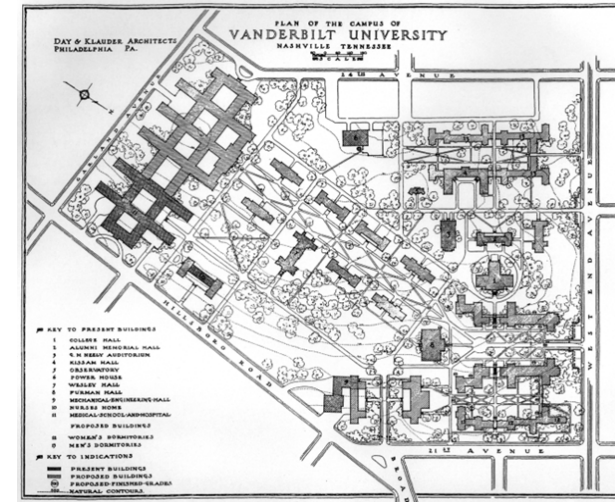 PLAN OF THE CAMPUS OF
VANDERBILT UNIVERSITY
NASHVILLE TENNESSEE
SCALE
DAY & KLAUDER ARCHITECTS
PHILADELPHIA PA.
24TH AVENUE
WEST END AVENUE
HILLSBORO ROAD
21ST AVENUE
KEY TO PRESENT BUILDINGS
1 COLLEGE HALL
2 ALUMNI MEMORIAL HALL
3 NEELY AUDITORIUM
4 KISSAM HALL
5 OBSERVATORY
6 POWER HOUSE
7 WESLEY HALL
8 FURMAN HALL
9 MECHANICAL ENGINEERING HALL
10 NURSES HOME
11 MEDICAL SCHOOL AND HOSPITAL
PROPOSED BUILDINGS
WOMEN'S DORMITORIES
MEN'S DORMITORIES
KEY TO INDICATIONS
PRESENT BUILDINGS
PROPOSED BUILDINGS
PROPOSED FINISHED GRADES
NATURAL CONTOURS